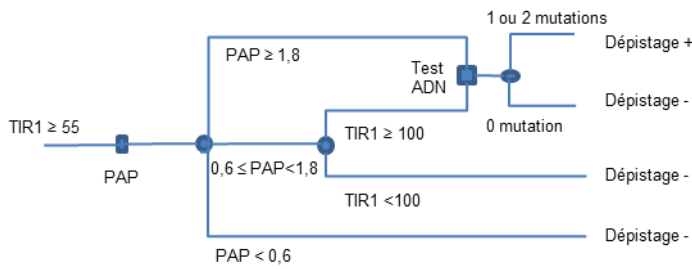 1 ou 2 mutations
Dépistage +
PAP ≥ 1,8
Test
ADN
Dépistage -
TIR1 ≥ 55
TIR1 ≥ 100
0 mutation
PAP
0,6 ≤ PAP<1,8
Dépistage -
TIR1 <100
Dépistage -
PAP < 0,6